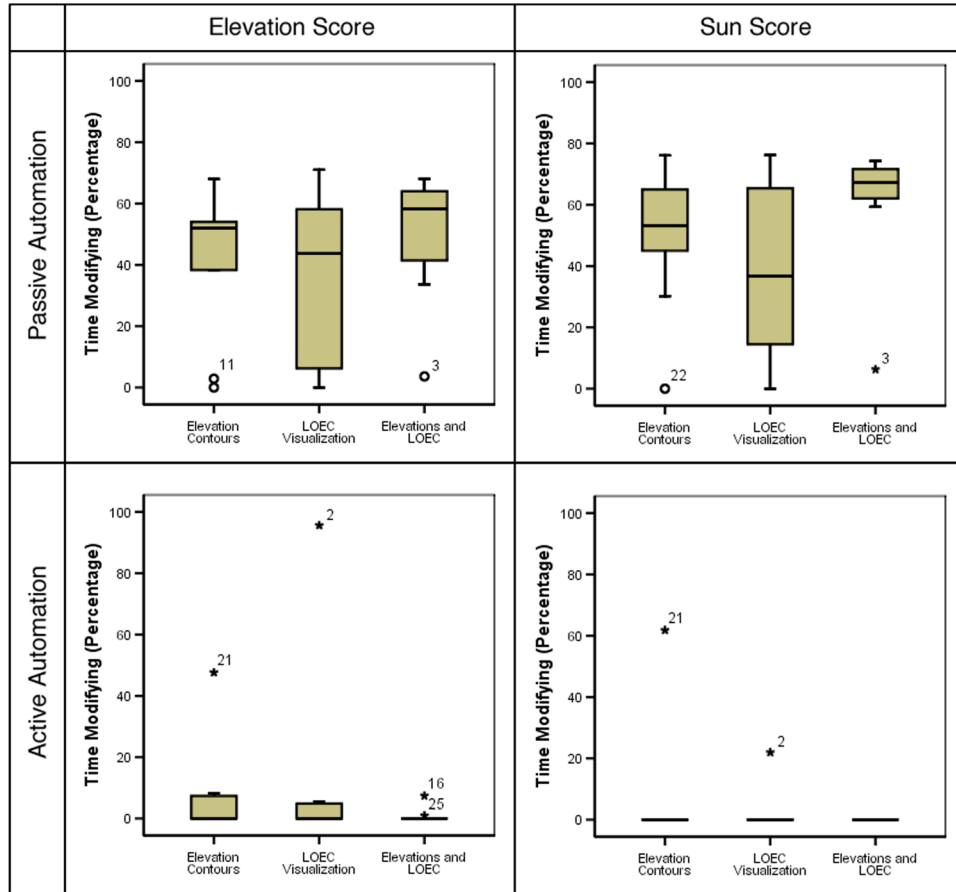 Elevation Score
Sun Score
Passive Automation
Time Modifying (Percentage)
100
80
60
40
20
0
11
3
Elevation
Contours
LOEC
Visualization
Elevations and
LOEC
Time Modifying (Percentage)
100
80
60
40
20
0
22
3
Elevation
Contours
LOEC
Visualization
Elevations and
LOEC
Active Automation
Time Modifying (Percentage)
100
80
60
40
20
0
21
2
16
25
Elevation
Contours
LOEC
Visualization
Elevations and
LOEC
Time Modifying (Percentage)
100
80
60
40
20
0
21
2
Elevation
Contours
LOEC
Visualization
Elevations and
LOEC